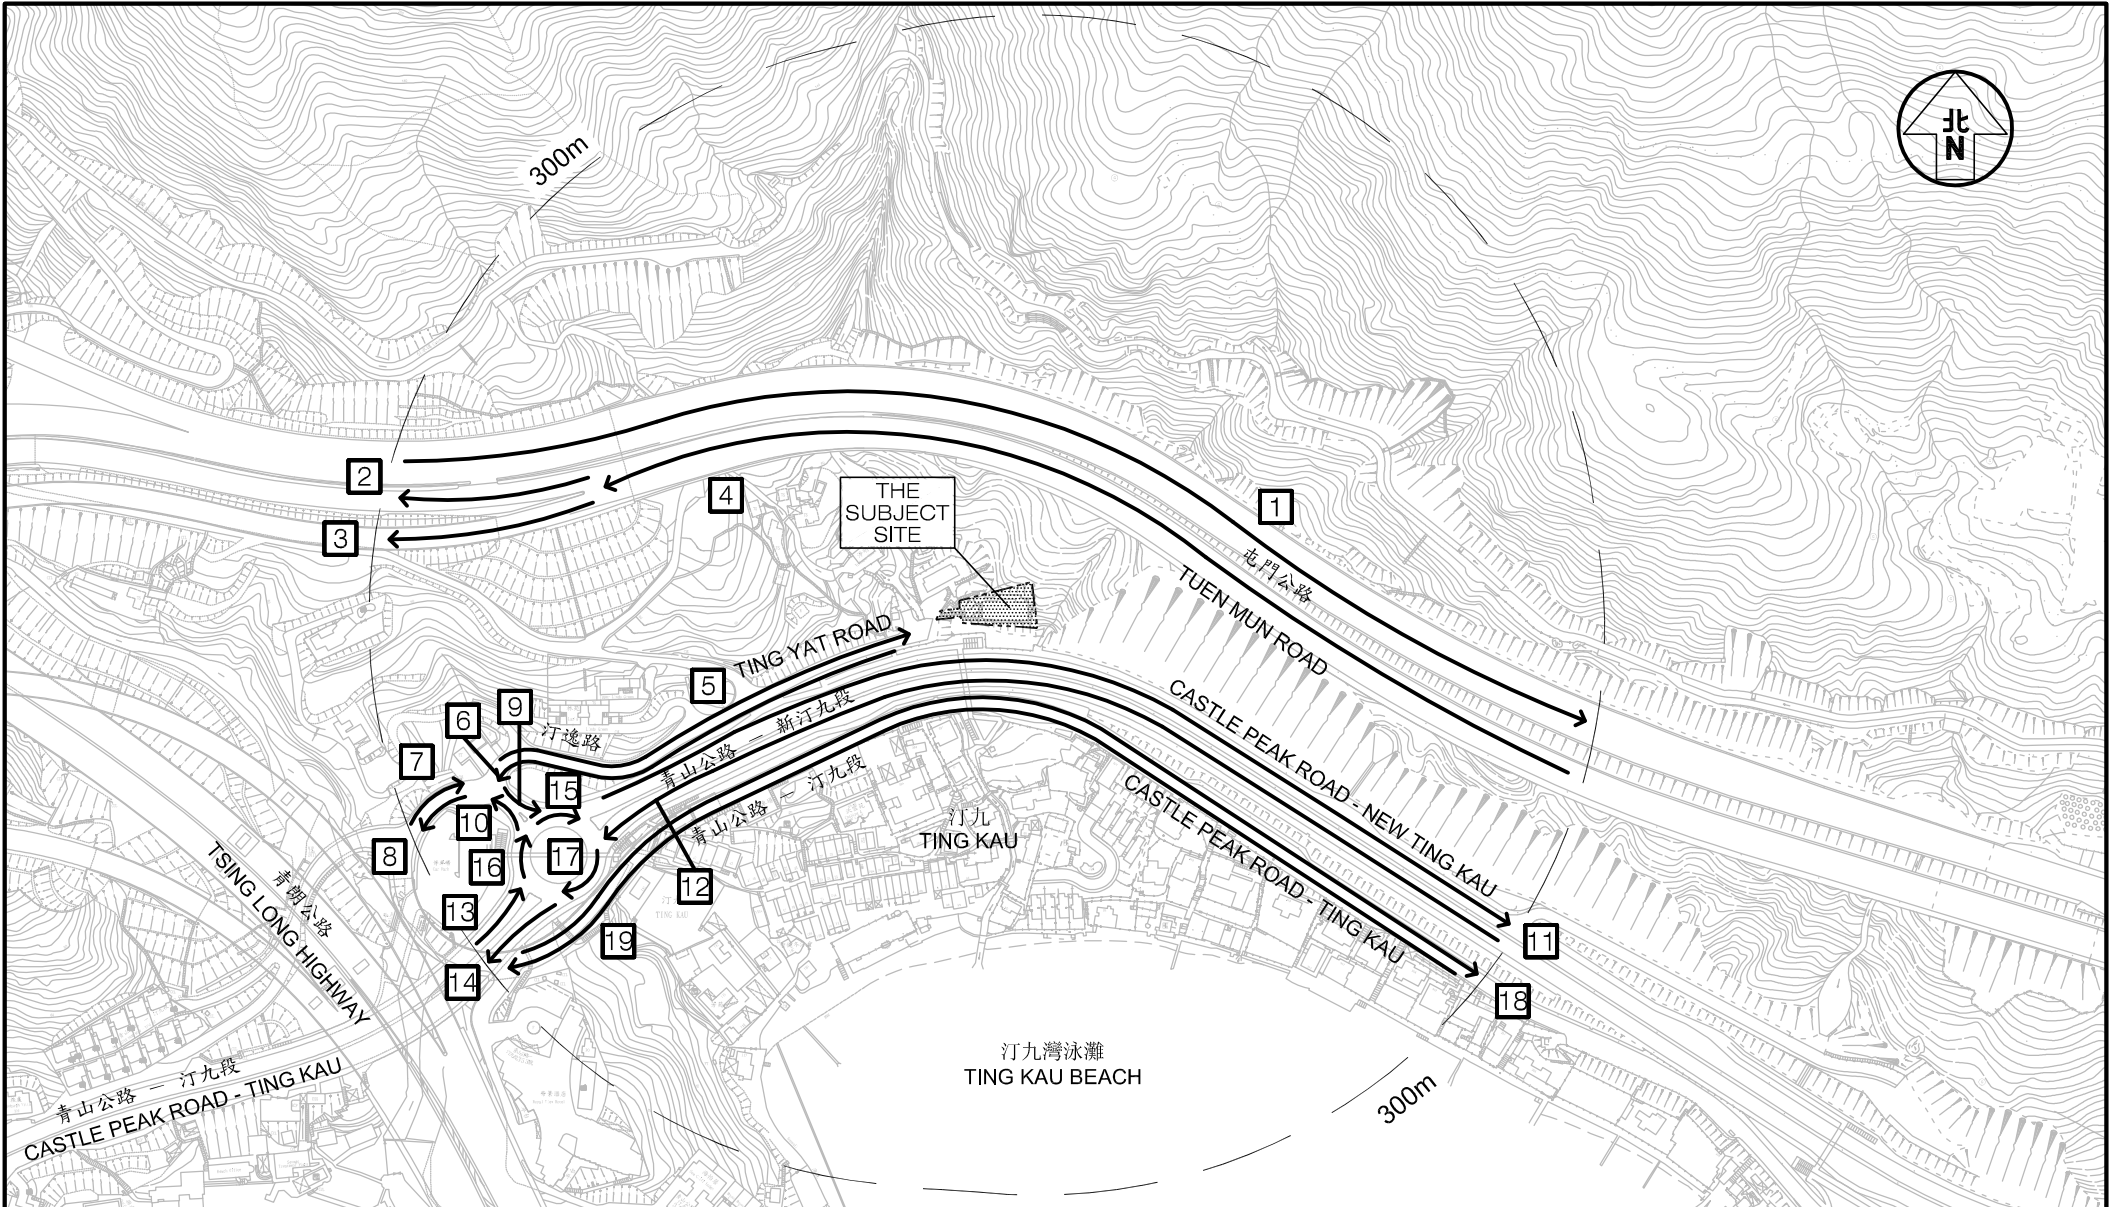 300m
北
N
2
3
4
THE
SUBJECT
SITE
1
屯門公路
TUEN MUN ROAD
TING YAT ROAD
5
9
6
汀逸路
7
青山公路 － 新汀九段
CASTLE PEAK ROAD - NEW TING KAU
15
10
青山公路 － 汀九段
CASTLE PEAK ROAD - TING KAU
汀九
TING KAU
8
16
17
12
青朗公路
TSING LONG HIGHWAY
13
TING KAU
19
11
14
18
汀九灣泳灘
TING KAU BEACH
300m
青山公路 － 汀九段
CASTLE PEAK ROAD - TING KAU